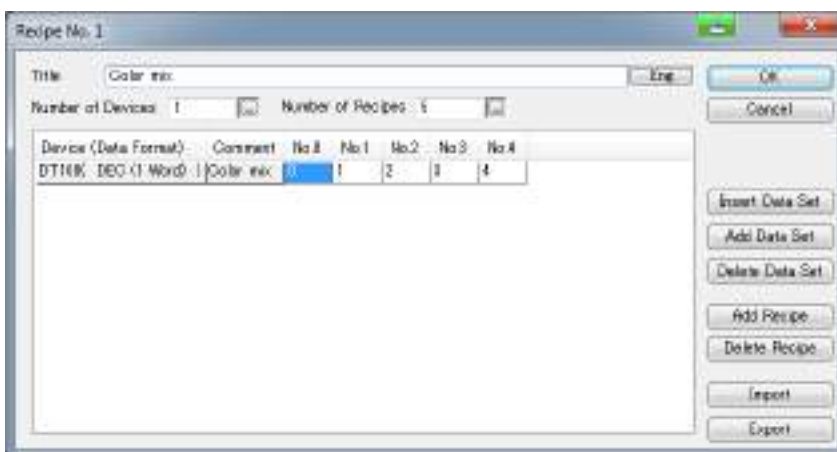 Recipe No. 1
Title Color mix Eng
Number of Devices 1 ... Number of Recipes 5 ...
Device (Data Format) Comment No.0 No.1 No.2 No.3 No.4
DEC (1 Word) Color mix 0 1 2 3 4
OK
Cancel
Insert Data Set
Add Data Set
Delete Data Set
Add Recipe
Delete Recipe
Import
Export